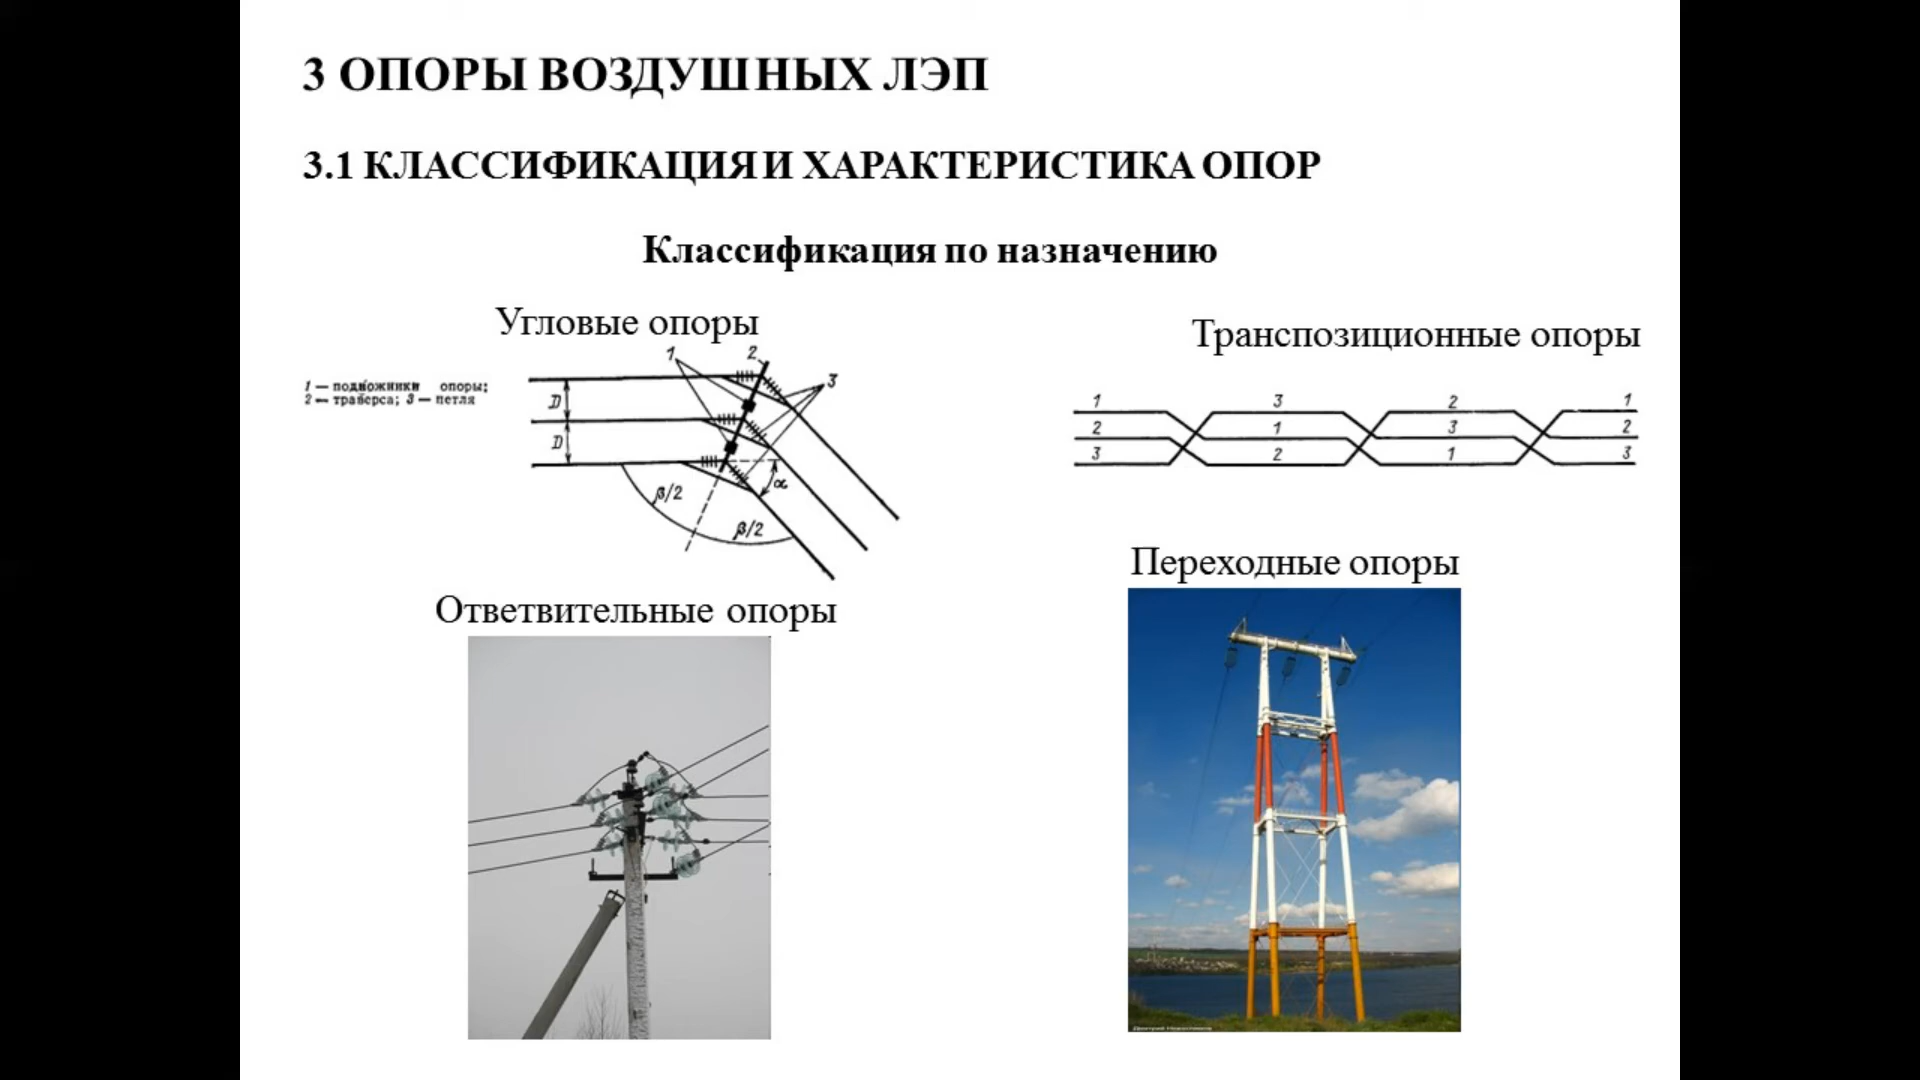 3 ОПОРЫ ВОЗДУШНЫХ ЛЭП
3.1 КЛАССИФИКАЦИЯ И ХАРАКТЕРИСТИКА ОПОР
Классификация по назначению
Угловые опоры
1 — подножники опоры;
2 — траверса; 3 — петля
1 2 3
D
D
α
β/2
β/2
Транспозиционные опоры
1 3 2 1
2 1 3 2
3 2 1 3
Ответвительные опоры
Переходные опоры